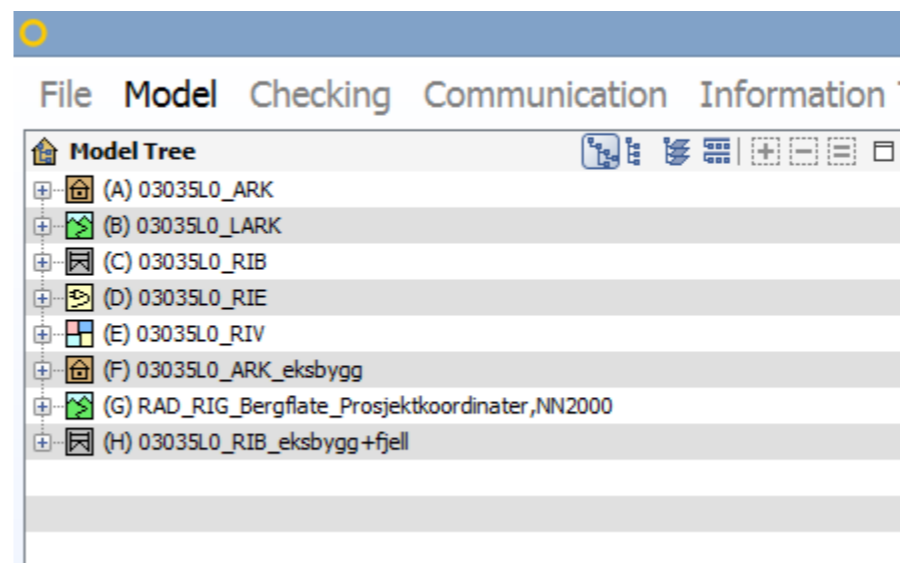 File Model Checking Communication Information
Model Tree
(A) 03035L0_ARK
(B) 03035L0_LARK
(C) 03035L0_RIB
(D) 03035L0_RIE
(E) 03035L0_RIV
(F) 03035L0_ARK_eksbygg
(G) RAD_RIG_Bergflate_Prosjektkoordinater,NN2000
(H) 03035L0_RIB_eksbygg+fjell